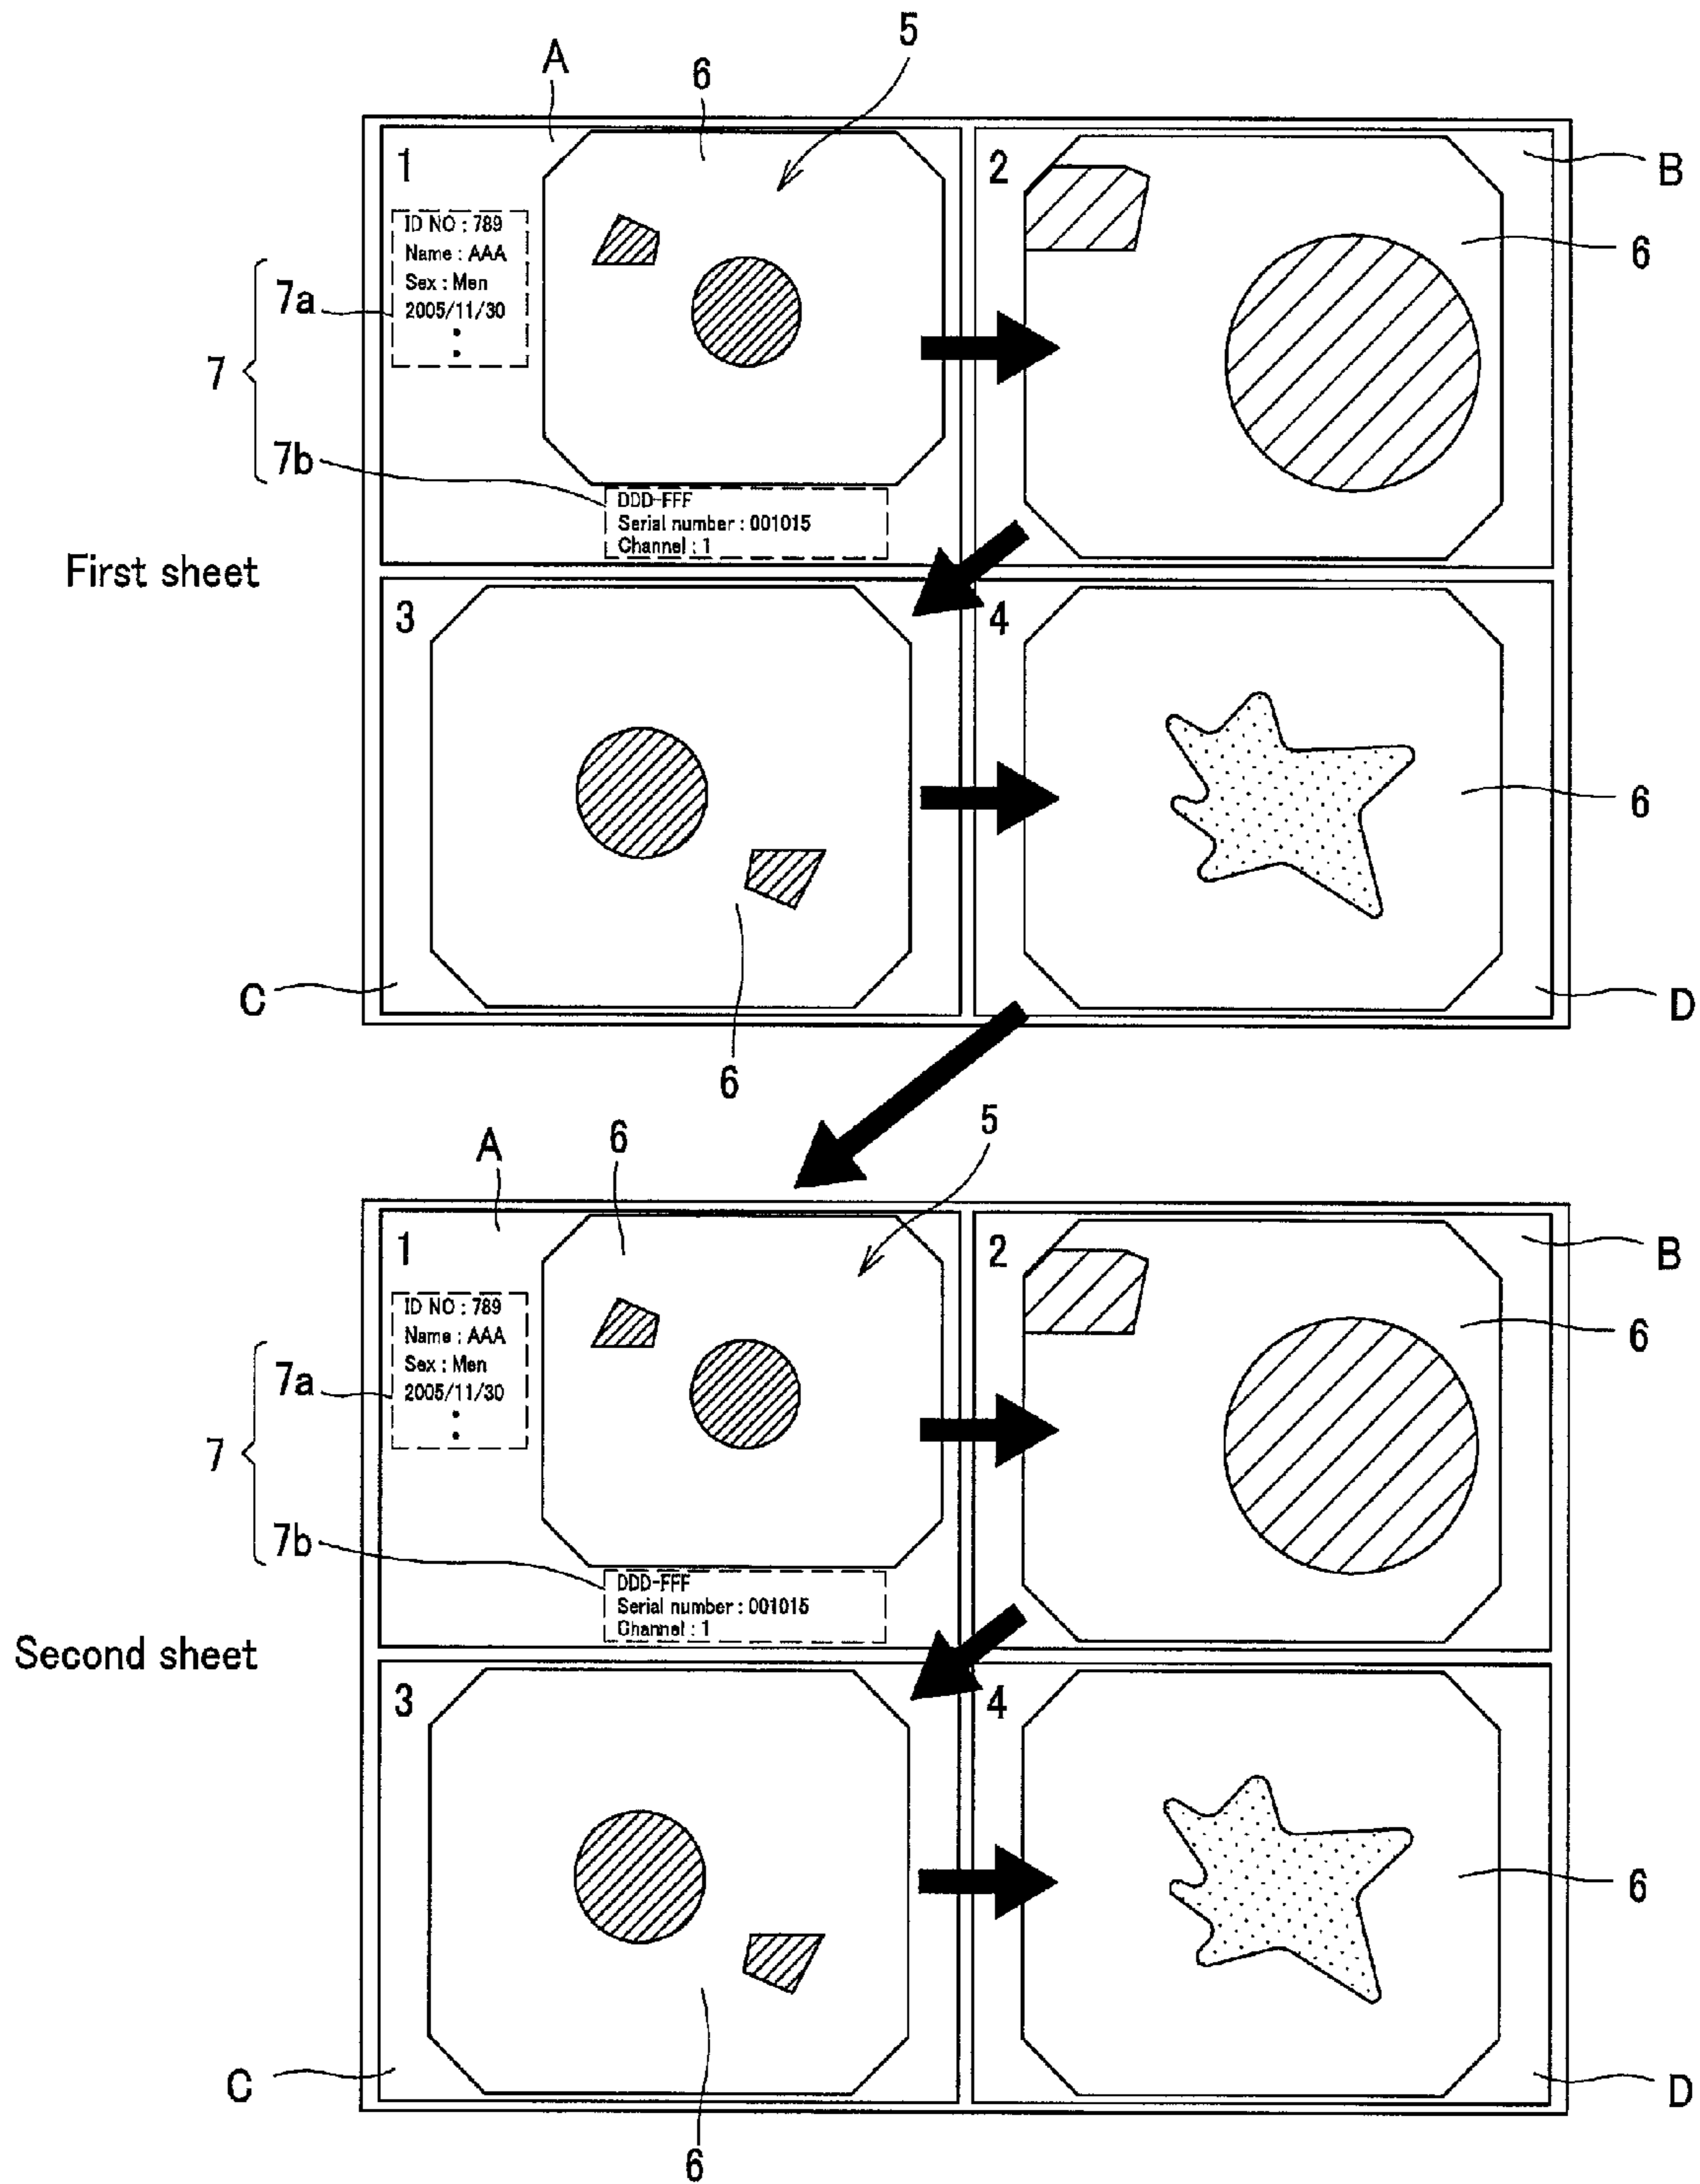 5
A
6
1
2
B
ID NO : 789
Name : AAA
Sex : Men
2005/11/30
6
7a
7
7b
DDD-FFF
Serial number : 001015
Channel : 1
First sheet
3
4
6
C
D
6
5
A
6
1
2
B
ID NO : 789
Name : AAA
Sex : Men
2005/11/30
6
7a
7
7b
DDD-FFF
Serial number : 001015
Channel : 1
Second sheet
3
4
6
C
D
6